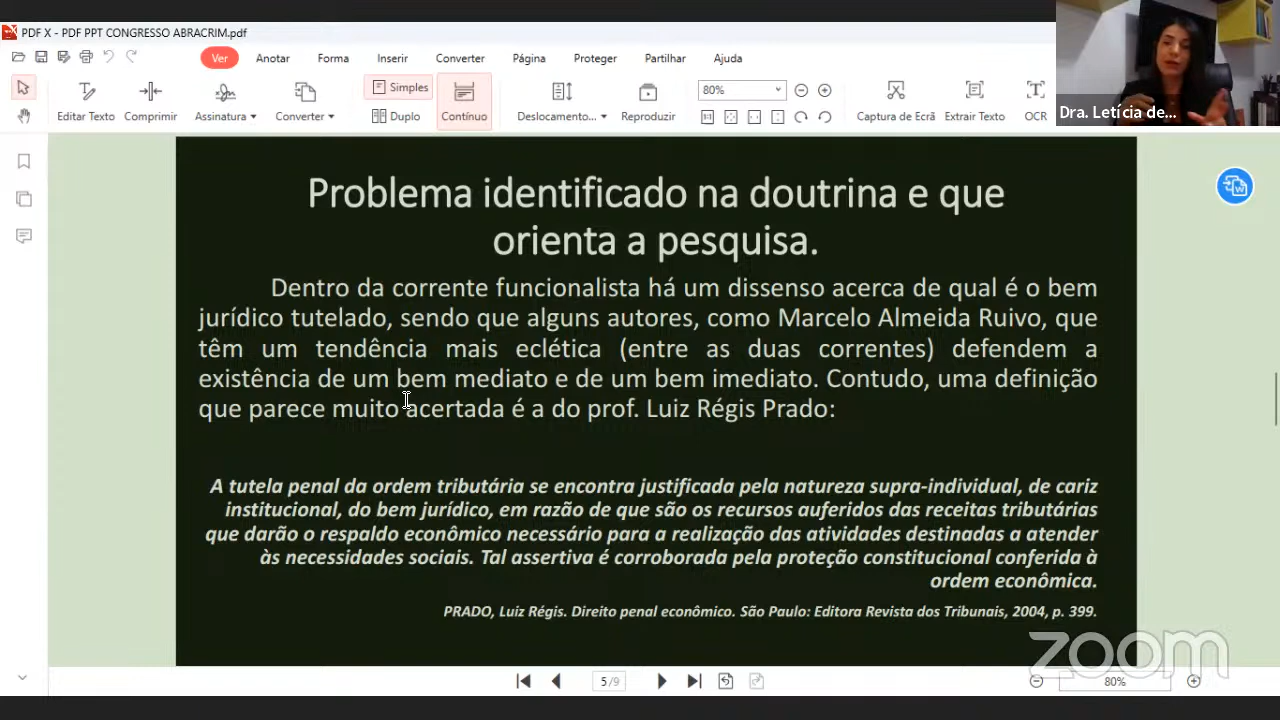 PDF X - PDF PPT CONGRESSO ABRACRIM.pdf
Ver Anotar Forma Inserir Converter Página Proteger Partilhar Ajuda
Simples 80%
Editar Texto Comprimir Assinatura Converter Duplo Contínuo Deslocamento... Reproduzir Captura de Ecrã Extrair Texto OCR
Dra. Letícia de...
Problema identificado na doutrina e que
orienta a pesquisa.
Dentro da corrente funcionalista há um dissenso acerca de qual é o bem
jurídico tutelado, sendo que alguns autores, como Marcelo Almeida Ruivo, que
têm um tendência mais eclética (entre as duas correntes) defendem a
existência de um bem mediato e de um bem imediato. Contudo, uma definição
que parece muito acertada é a do prof. Luiz Régis Prado:
A tutela penal da ordem tributária se encontra justificada pela natureza supra-individual, de cariz
institucional, do bem jurídico, em razão de que são os recursos auferidos das receitas tributárias
que darão o respaldo econômico necessário para a realização das atividades destinadas a atender
às necessidades sociais. Tal assertiva é corroborada pela proteção constitucional conferida à
ordem econômica.
PRADO, Luiz Régis. Direito penal econômico. São Paulo: Editora Revista dos Tribunais, 2004, p. 399.
zoom
5/9 80%